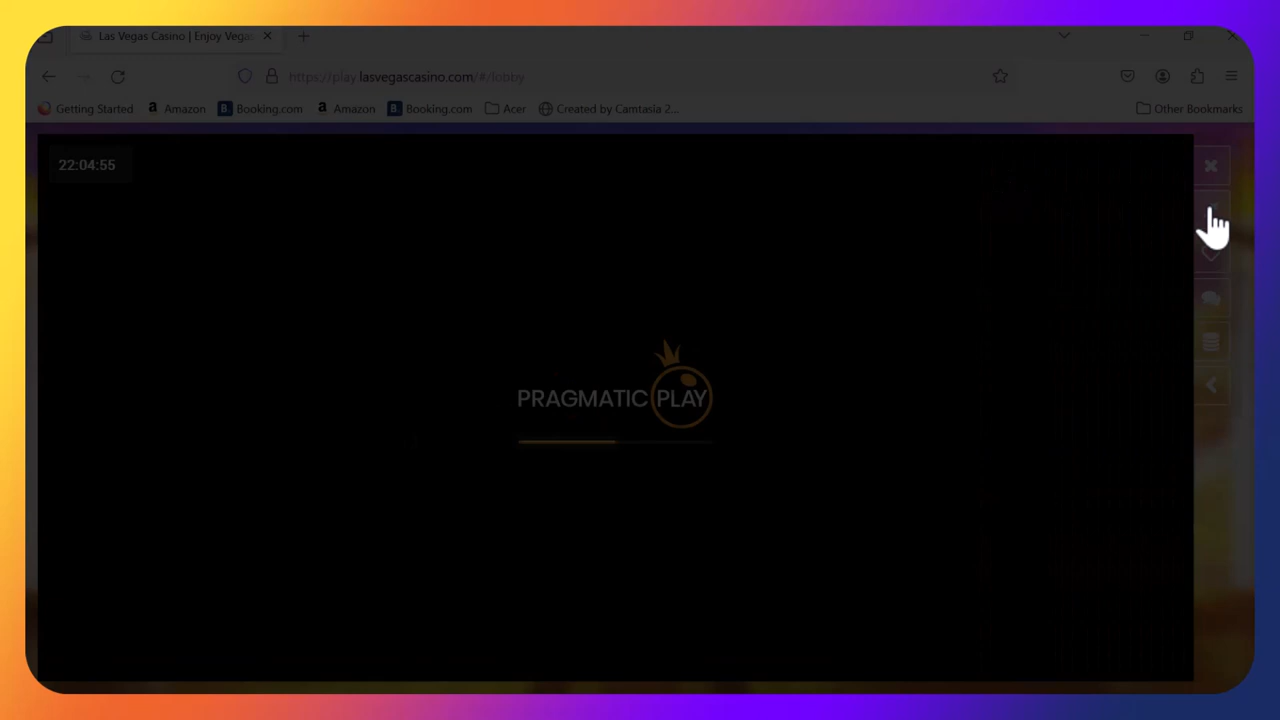 Las Vegas Casino | Enjoy Vegas
https://play.lasvegascasino.com/#/lobby
Getting Started Amazon Booking.com Amazon Booking.com Acer Created by Camtasia 2... Other Bookmarks
22:04:55
PRAGMATIC PLAY